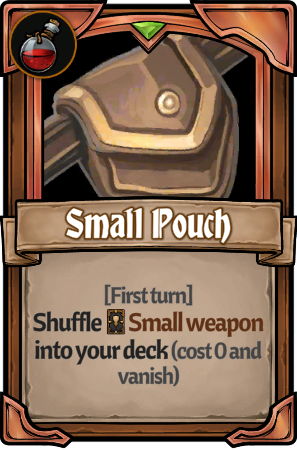 Small Pouch
[First turn]
Shuffle Small weapon
into your deck (cost 0 and
vanish)